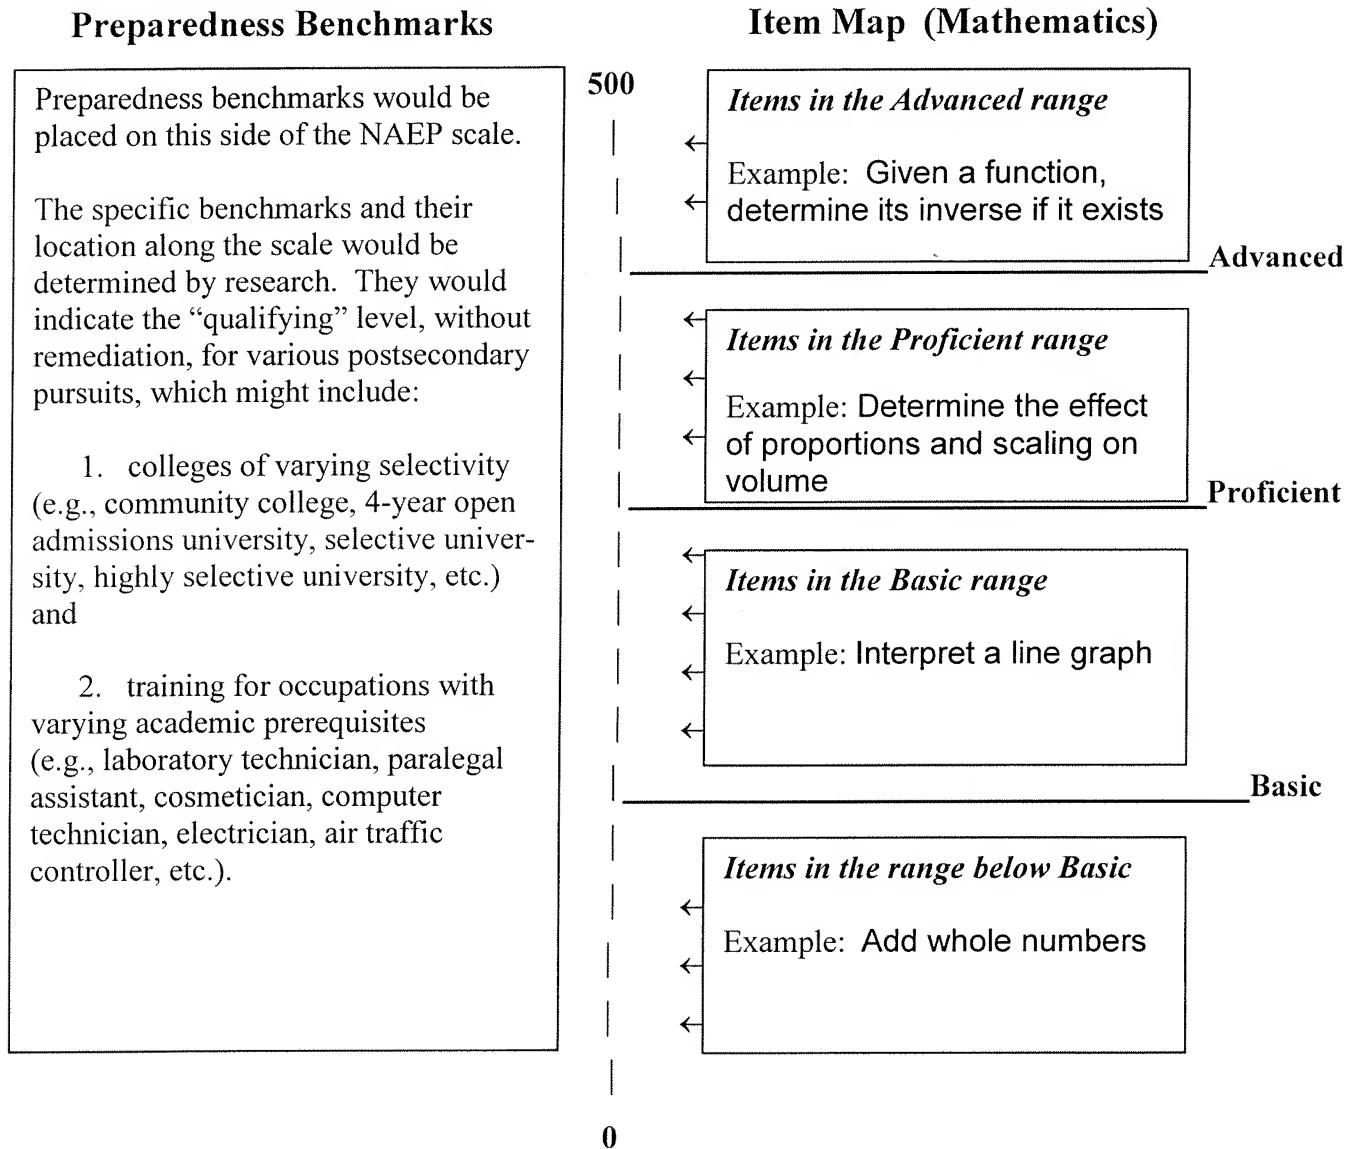 Preparedness Benchmarks
Preparedness benchmarks would be
placed on this side of the NAEP scale.
The specific benchmarks and their
location along the scale would be
determined by research. They would
indicate the “qualifying” level, without
remediation, for various postsecondary
pursuits, which might include:
1. colleges of varying selectivity
(e.g., community college, 4-year open
admissions university, selective univer-
sity, highly selective university, etc.)
and
2. training for occupations with
varying academic prerequisites
(e.g., laboratory technician, paralegal
assistant, cosmetician, computer
technician, electrician, air traffic
controller, etc.).
500
0
Item Map (Mathematics)
Items in the Advanced range
Example: Given a function,
determine its inverse if it exists
Advanced
Items in the Proficient range
Example: Determine the effect
of proportions and scaling on
volume
Proficient
Items in the Basic range
Example: Interpret a line graph
Basic
Items in the range below Basic
Example: Add whole numbers